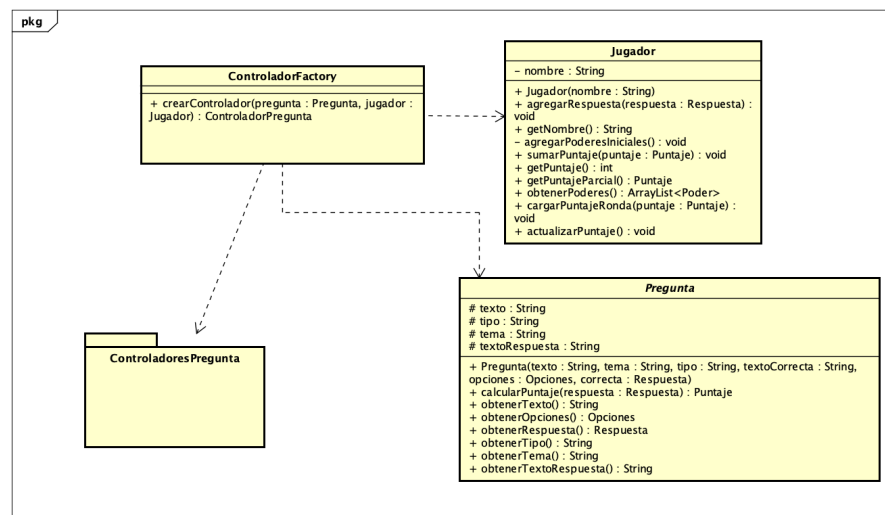 pkg
ControladorFactory
+ crearControlador(pregunta : Pregunta, jugador :
Jugador) : ControladorPregunta
Jugador
– nombre : String
+ Jugador(nombre : String)
+ agregarRespuesta(respuesta : Respuesta) :
void
+ getNombre() : String
– agregarPoderesIniciales() : void
+ sumarPuntaje(puntaje : Puntaje) : void
+ getPuntaje() : int
+ getPuntajeParcial() : Puntaje
+ obtenerPoderes() : ArrayList<Poder>
+ cargarPuntajeRonda(puntaje : Puntaje) :
void
+ actualizarPuntaje() : void
ControladoresPregunta
Pregunta
# texto : String
# tipo : String
# tema : String
# textoRespuesta : String
+ Pregunta(texto : String, tema : String, tipo : String, textoCorrecta : String,
opciones : Opciones, correcta : Respuesta)
+ calcularPuntaje(respuesta : Respuesta) : Puntaje
+ obtenerTexto() : String
+ obtenerOpciones() : Opciones
+ obtenerRespuesta() : Respuesta
+ obtenerTipo() : String
+ obtenerTema() : String
+ obtenerTextoRespuesta() : String